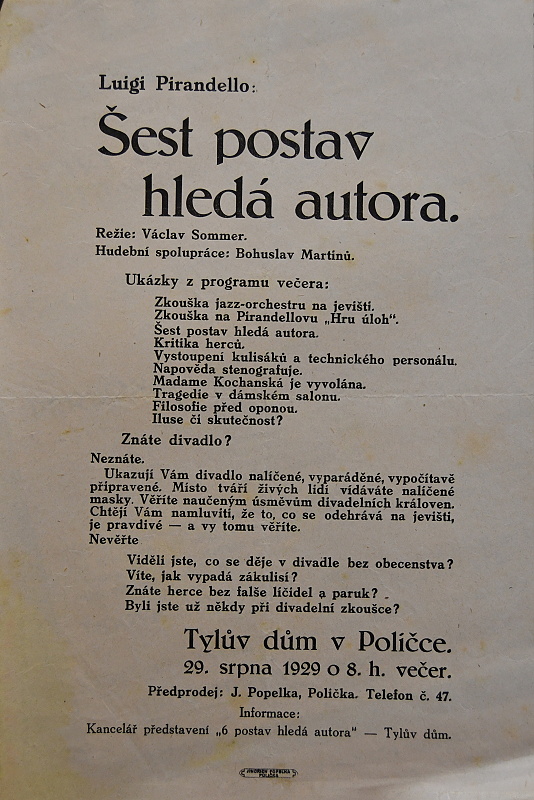 Luigi Pirandello:
Šest postav
hledá autora.
Režie: Václav Sommer.
Hudební spolupráce: Bohuslav Martinů.
Ukázky z programu večera:
Zkouška jazz-orchestru na jevišti.
Zkouška na Pirandellovu „Hru úloh“.
Šest postav hledá autora.
Kritika herců.
Vystoupení kulisáků a technického personálu.
Napověda stenografuje.
Madame Kochanská je vyvolána.
Tragedie v dámském salonu.
Filosofie před oponou.
Iluse či skutečnost?
Znáte divadlo?
Neznáte.
Ukazují Vám divadlo nalíčené, vyparáděné, vypočítavě
připravené. Místo tváří živých lidí vídáváte nalíčené
masky. Věříte naučeným úsměvům divadelních královen.
Chtějí Vám namluviti, že to, co se odehrává na jevišti,
je pravdivé — a vy tomu věříte.
Nevěřte
Viděli jste, co se děje v divadle bez obecenstva?
Víte, jak vypadá zákulisí?
Znáte herce bez falše líčidel a paruk?
Byli jste už někdy při divadelní zkoušce?
Tylův dům v Poličce.
29. srpna 1929 o 8. h. večer.
Předprodej: J. Popelka, Polička. Telefon č. 47.
Informace:
Kancelář představení „6 postav hledá autora“ — Tylův dům.
POPELKA
POLIČKA